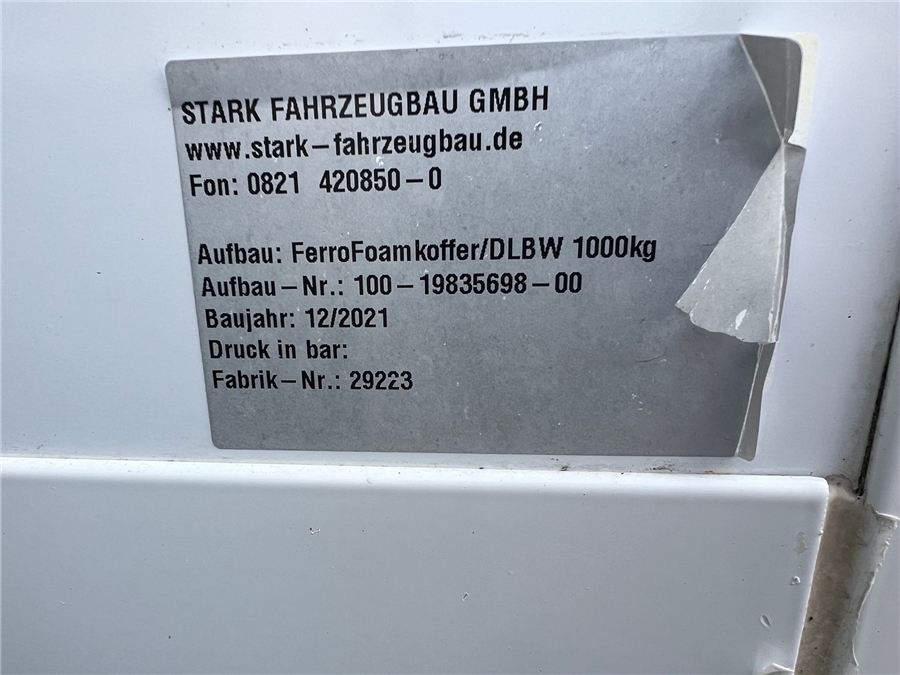 STARK FAHRZEUGBAU GMBH
www.stark-fahrzeugbau.de
Fon: 0821 420850-0
Aufbau: FerroFoamkoffer/DLBW 1000kg
Aufbau-Nr.: 100-19835698-00
Baujahr: 12/2021
Druck in bar:
Fabrik-Nr.: 29223